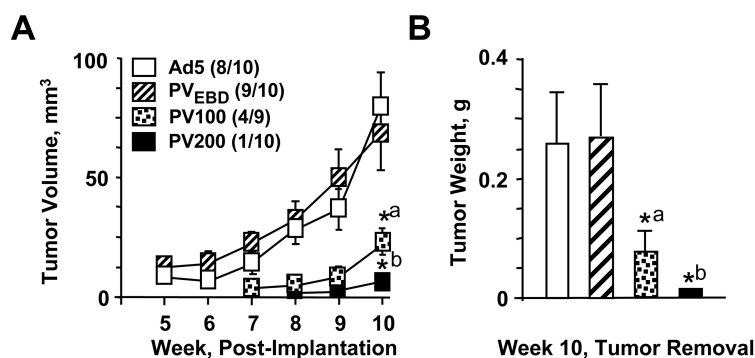 A
Tumor Volume, mm³
100
50
0
Ad5 (8/10)
PV_EBD (9/10)
PV100 (4/9)
PV200 (1/10)
*a
*b
5 6 7 8 9 10
Week, Post-Implantation
B
Tumor Weight, g
0.4
0.2
0
*a
*b
Week 10, Tumor Removal